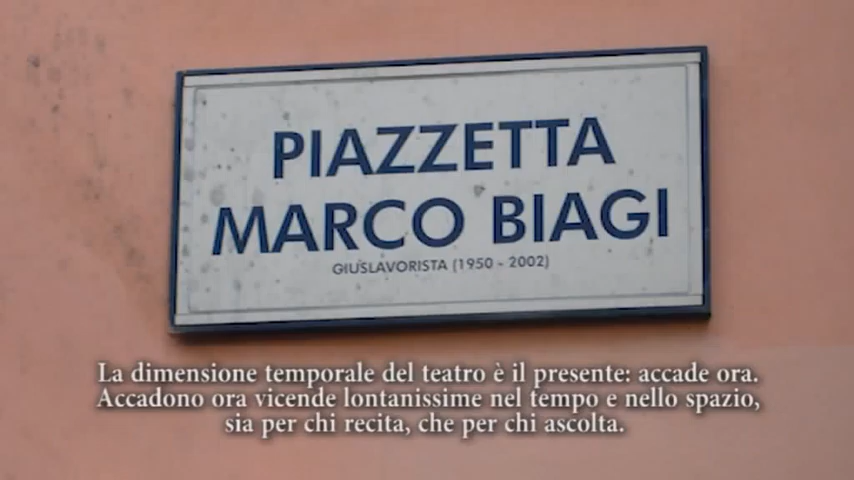 PIAZZETTA
MARCO BIAGI
GIUSLAVORISTA (1950 - 2002)
La dimensione temporale del teatro è il presente: accade ora.
Accadono ora vicende lontanissime nel tempo e nello spazio,
sia per chi recita, che per chi ascolta.